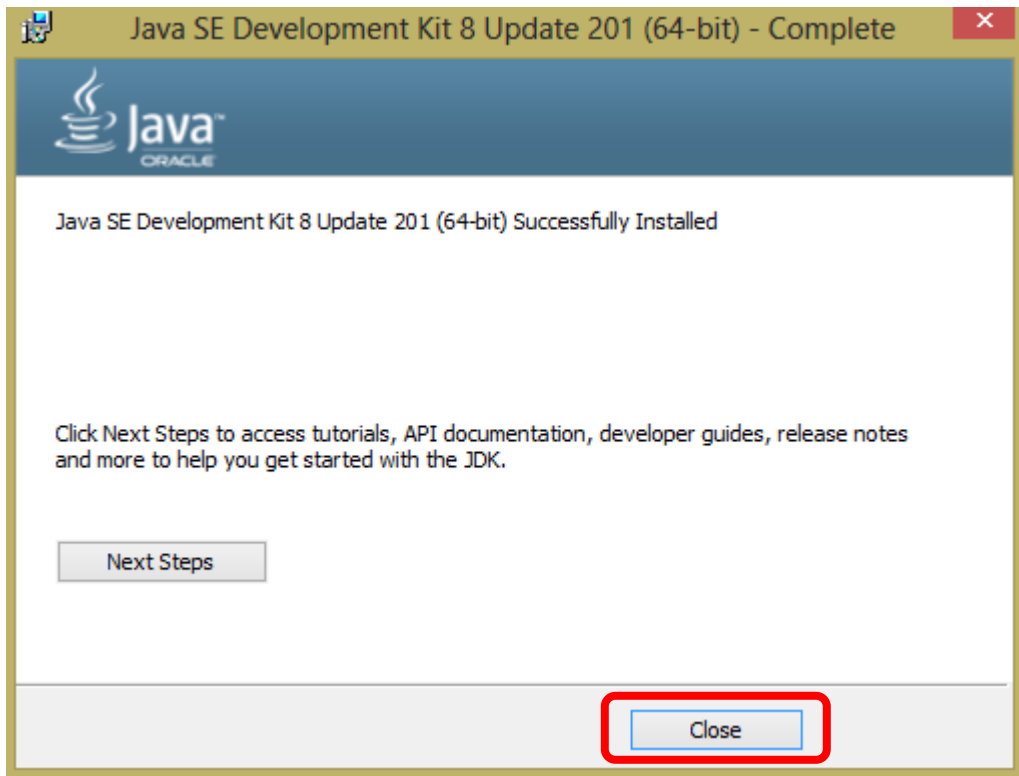 Java SE Development Kit 8 Update 201 (64-bit) - Complete
Java™
ORACLE
Java SE Development Kit 8 Update 201 (64-bit) Successfully Installed
Click Next Steps to access tutorials, API documentation, developer guides, release notes
and more to help you get started with the JDK.
Next Steps
Close